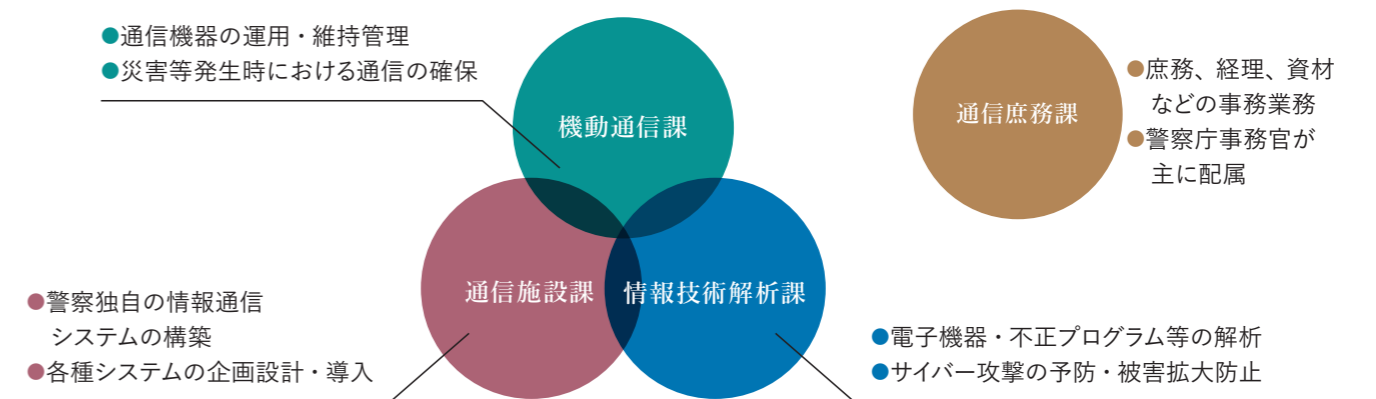 ●通信機器の運用・維持管理
●災害等発生時における通信の確保
機動通信課
通信庶務課
●庶務、経理、資材
などの事務業務
●警察庁事務官が
主に配属
通信施設課
情報技術解析課
●警察独自の情報通信
システムの構築
●各種システムの企画設計・導入
●電子機器・不正プログラム等の解析
●サイバー攻撃の予防・被害拡大防止